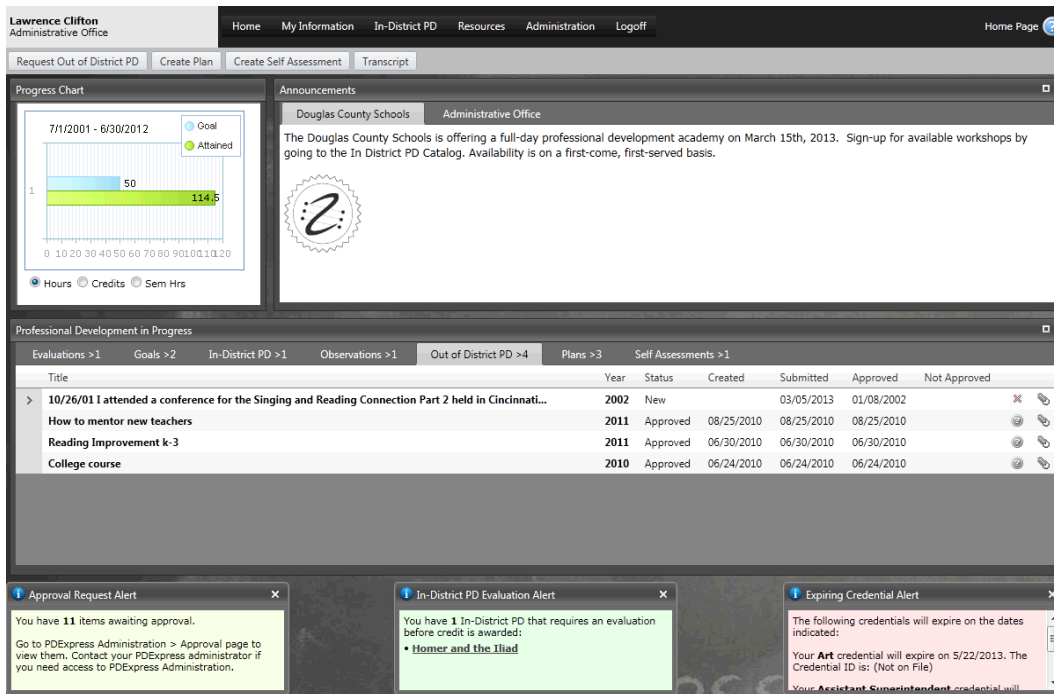 Lawrence Clifton
Administrative Office
Home My Information In-District PD Resources Administration Logoff
Home Page
Request Out of District PD Create Plan Create Self Assessment Transcript
Progress Chart
7/1/2001 - 6/30/2012
Goal
Attained
50
114.5
1
0 10 20 30 40 50 60 70 80 90 100 110 120
Hours Credits Sem Hrs
Announcements
Douglas County Schools Administrative Office
The Douglas County Schools is offering a full-day professional development academy on March 15th, 2013. Sign-up for available workshops by
going to the In District PD Catalog. Availability is on a first-come, first-served basis.
Professional Development in Progress
Evaluations >1 Goals >2 In-District PD >1 Observations >1 Out of District PD >4 Plans >3 Self Assessments >1
Title Year Status Created Submitted Approved Not Approved
10/26/01 I attended a conference for the Singing and Reading Connection Part 2 held in Cincinnati... 2002 New 03/05/2013 01/08/2002
How to mentor new teachers 2011 Approved 08/25/2010 08/25/2010 08/25/2010
Reading Improvement k-3 2011 Approved 06/30/2010 06/30/2010 06/30/2010
College course 2010 Approved 06/24/2010 06/24/2010 06/24/2010
Approval Request Alert
You have 11 items awaiting approval.
Go to PDExpress Administration > Approval page to
view them. Contact your PDExpress administrator if
you need access to PDExpress Administration.
In-District PD Evaluation Alert
You have 1 In-District PD that requires an evaluation
before credit is awarded:
• Homer and the Iliad
Expiring Credential Alert
The following credentials will expire on the dates
indicated:
Your Art credential will expire on 5/22/2013. The
Credential ID is: (Not on File)
Your Assistant Superintendent credential will